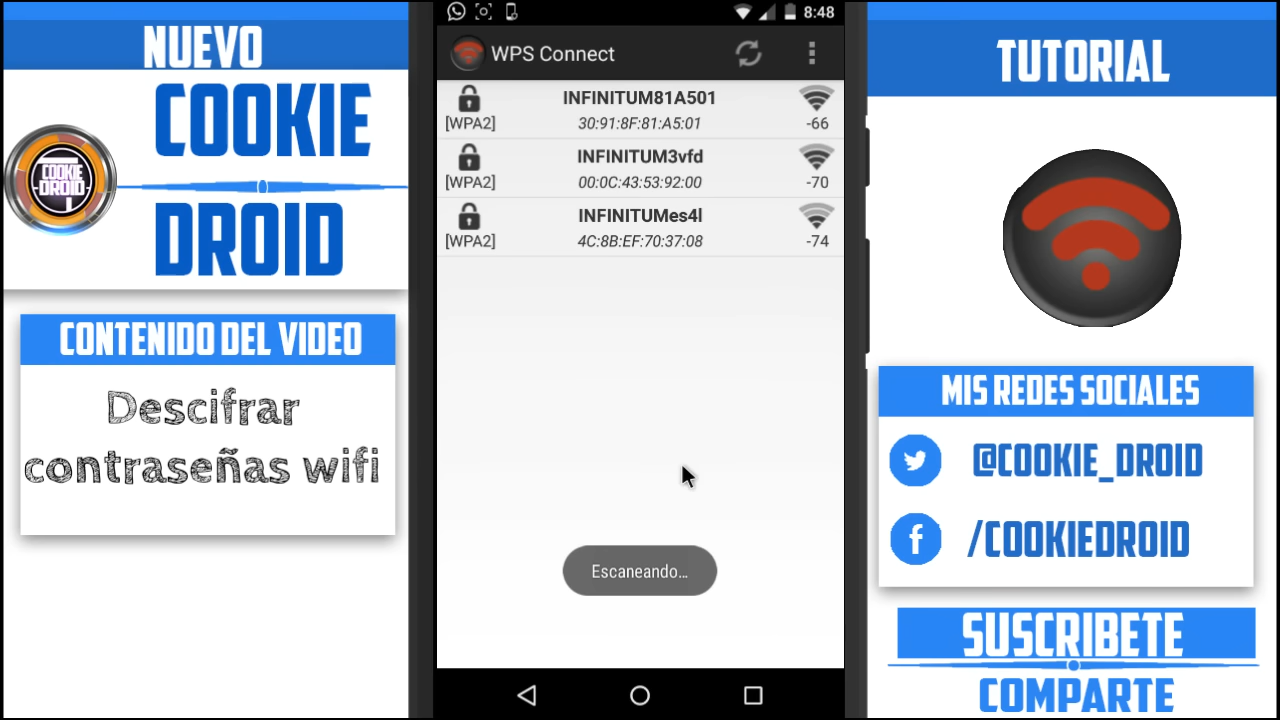 NUEVO
COOKIE
DROID
COOKIE
DROID
CONTENIDO DEL VIDEO
Descifrar
contraseñas wifi
8:48
WPS Connect
INFINITUM81A501
[WPA2] 30:91:8F:81:A5:01 -66
INFINITUM3vfd
[WPA2] 00:0C:43:53:92:00 -70
INFINITUMes4l
[WPA2] 4C:8B:EF:70:37:08 -74
Escaneando...
TUTORIAL
MIS REDES SOCIALES
@COOKIE_DROID
/COOKIEDROID
SUSCRIBETE
COMPARTE